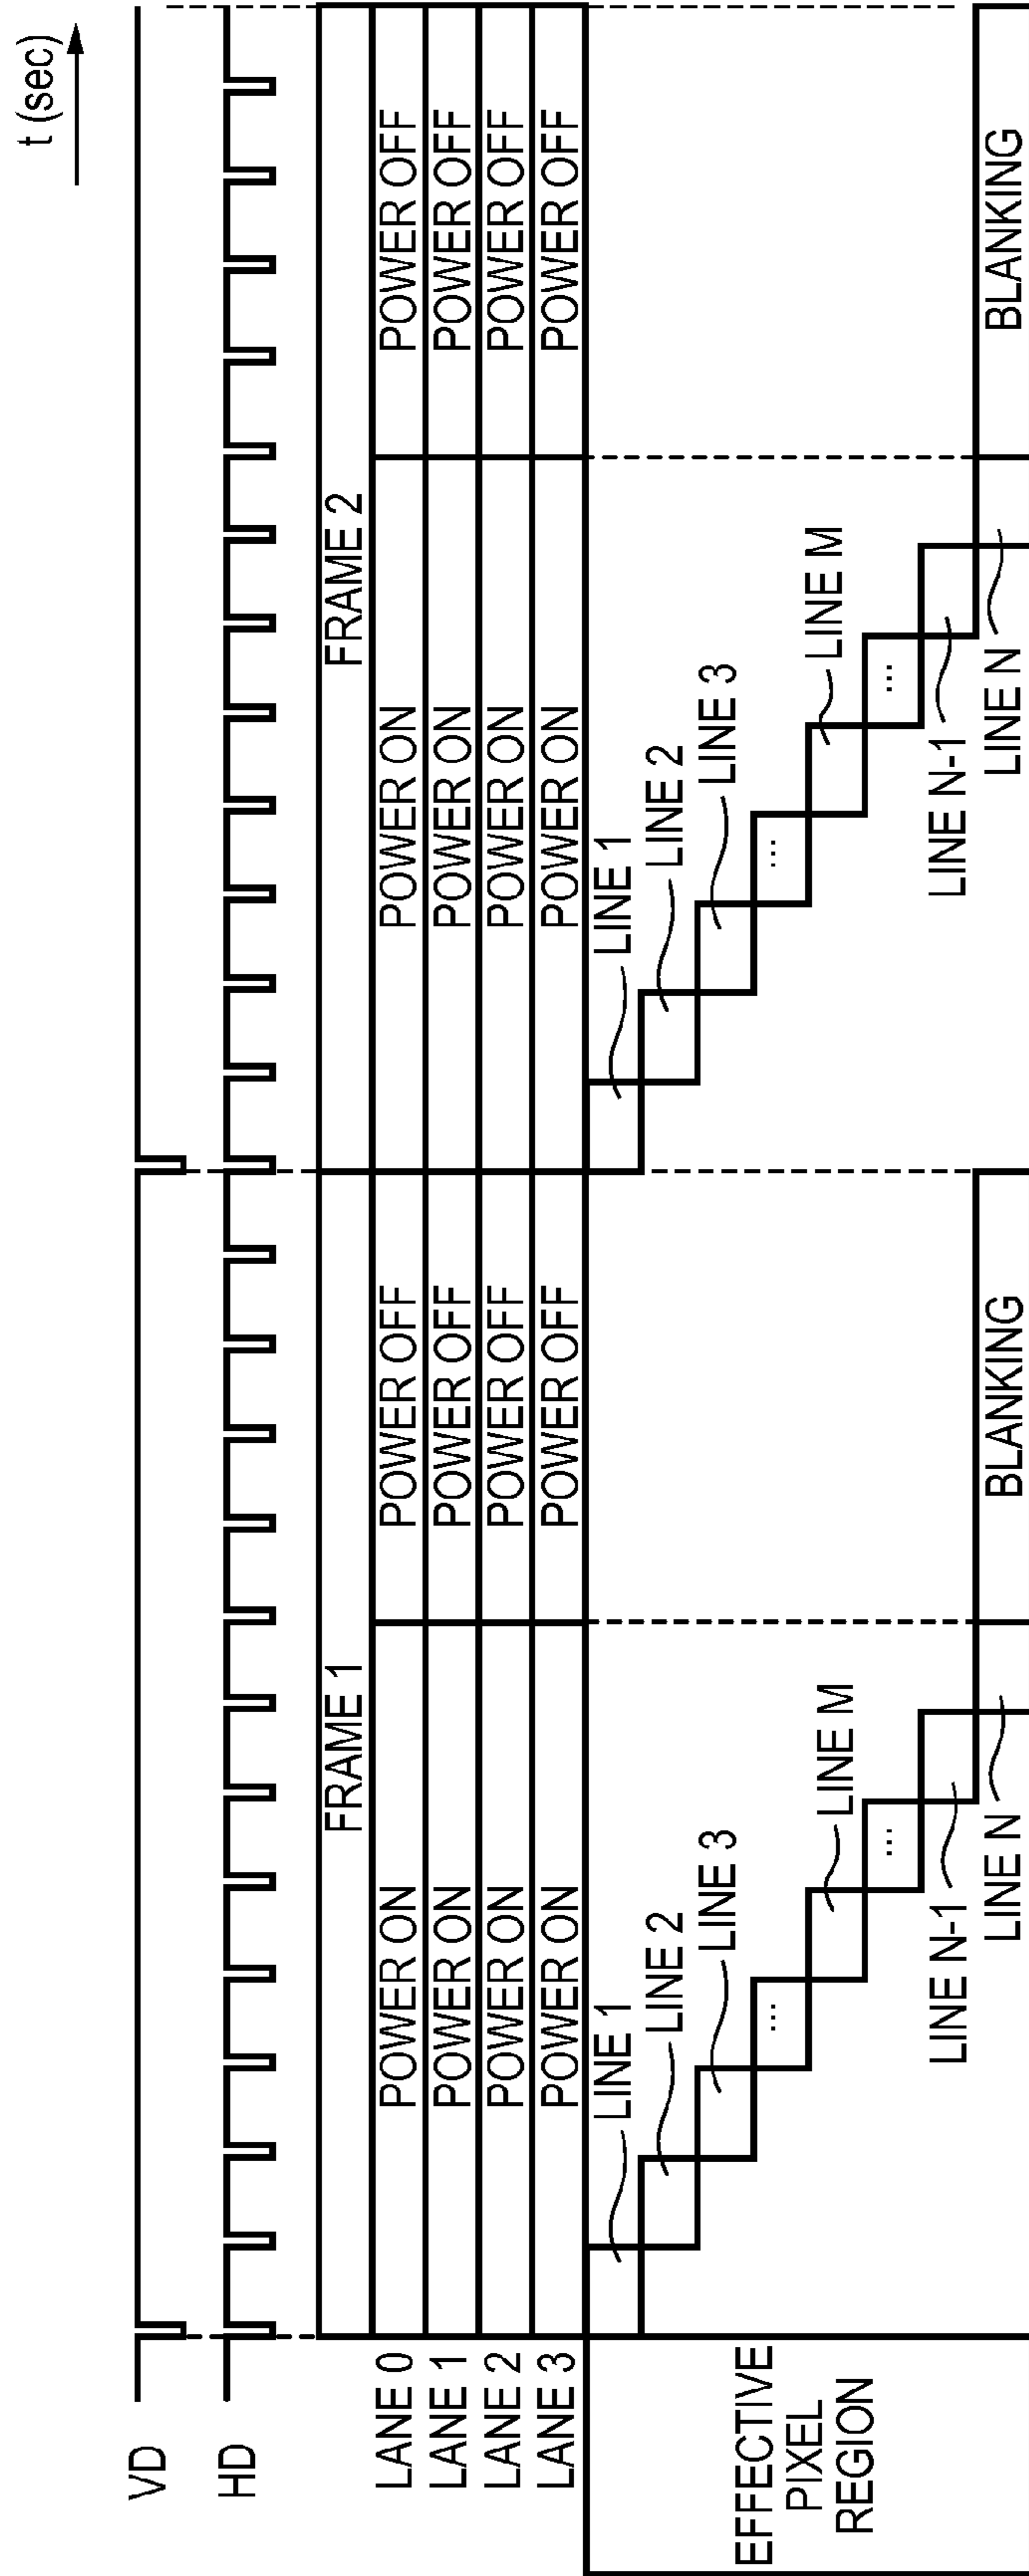 t (sec)
VD
HD
FRAME 1
FRAME 2
LANE 0
POWER ON
POWER OFF
POWER ON
POWER OFF
LANE 1
POWER ON
POWER OFF
POWER ON
POWER OFF
LANE 2
POWER ON
POWER OFF
POWER ON
POWER OFF
LANE 3
POWER ON
POWER OFF
POWER ON
POWER OFF
EFFECTIVE
PIXEL
REGION
LINE 1
LINE 2
LINE 3
...
LINE M
...
LINE N-1
LINE N
BLANKING
LINE 1
LINE 2
LINE 3
...
LINE M
...
LINE N-1
LINE N
BLANKING